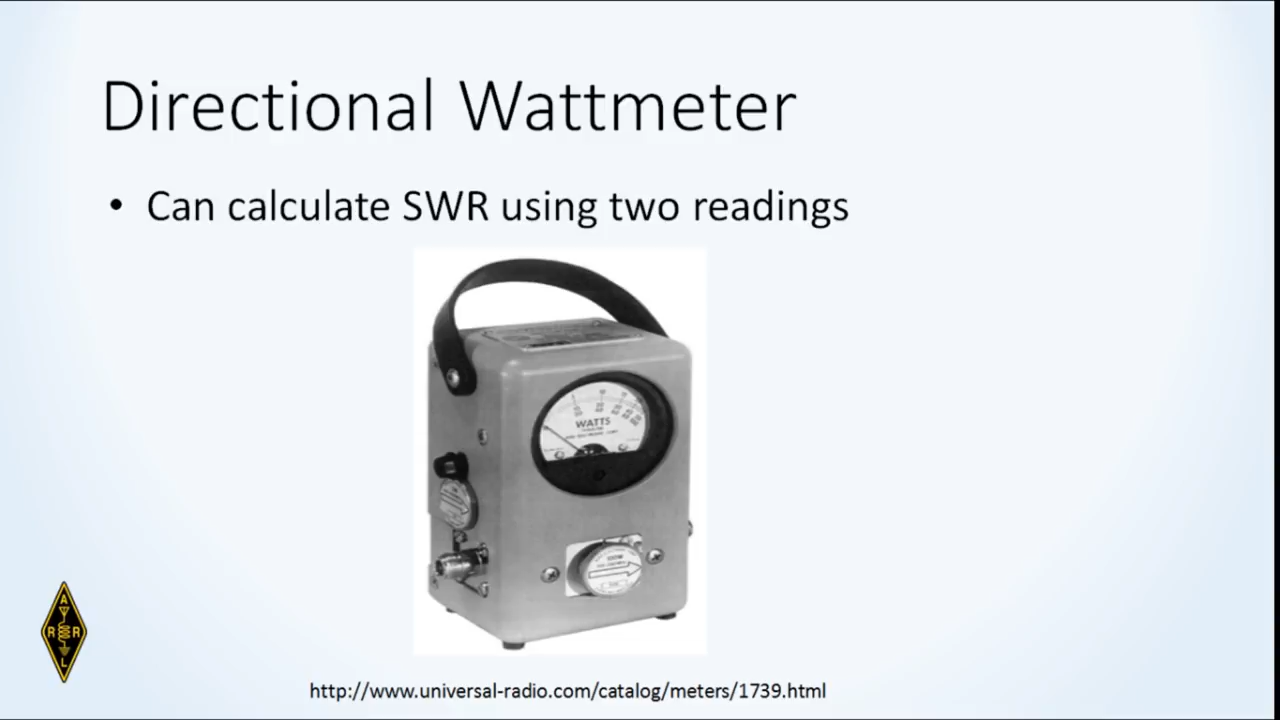 Directional Wattmeter
• Can calculate SWR using two readings
WATTS
A
R R
L
http://www.universal-radio.com/catalog/meters/1739.html